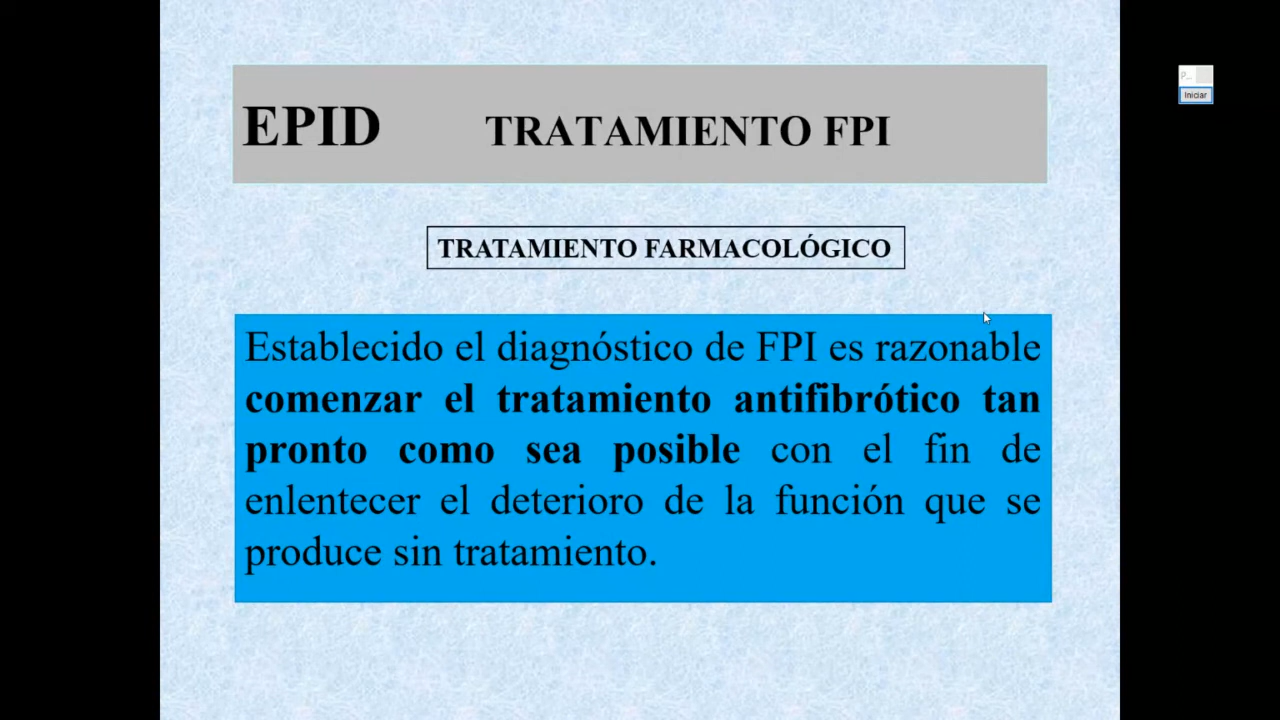 EPID TRATAMIENTO FPI
P...
Iniciar
TRATAMIENTO FARMACOLÓGICO
Establecido el diagnóstico de FPI es razonable
comenzar el tratamiento antifibrótico tan
pronto como sea posible con el fin de
enlentecer el deterioro de la función que se
produce sin tratamiento.